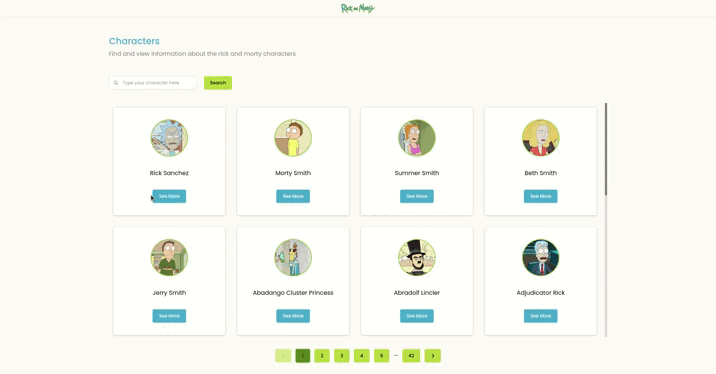 Rick and Morty
Characters
Find and view information about the rick and morty characters
Type your character here
Search
Rick Sanchez
Morty Smith
Summer Smith
Beth Smith
See More
See More
See More
See More
Jerry Smith
Abadango Cluster Princess
Abradolf Lincler
Adjudicator Rick
See More
See More
See More
See More
1 2 3 4 5 ... 42